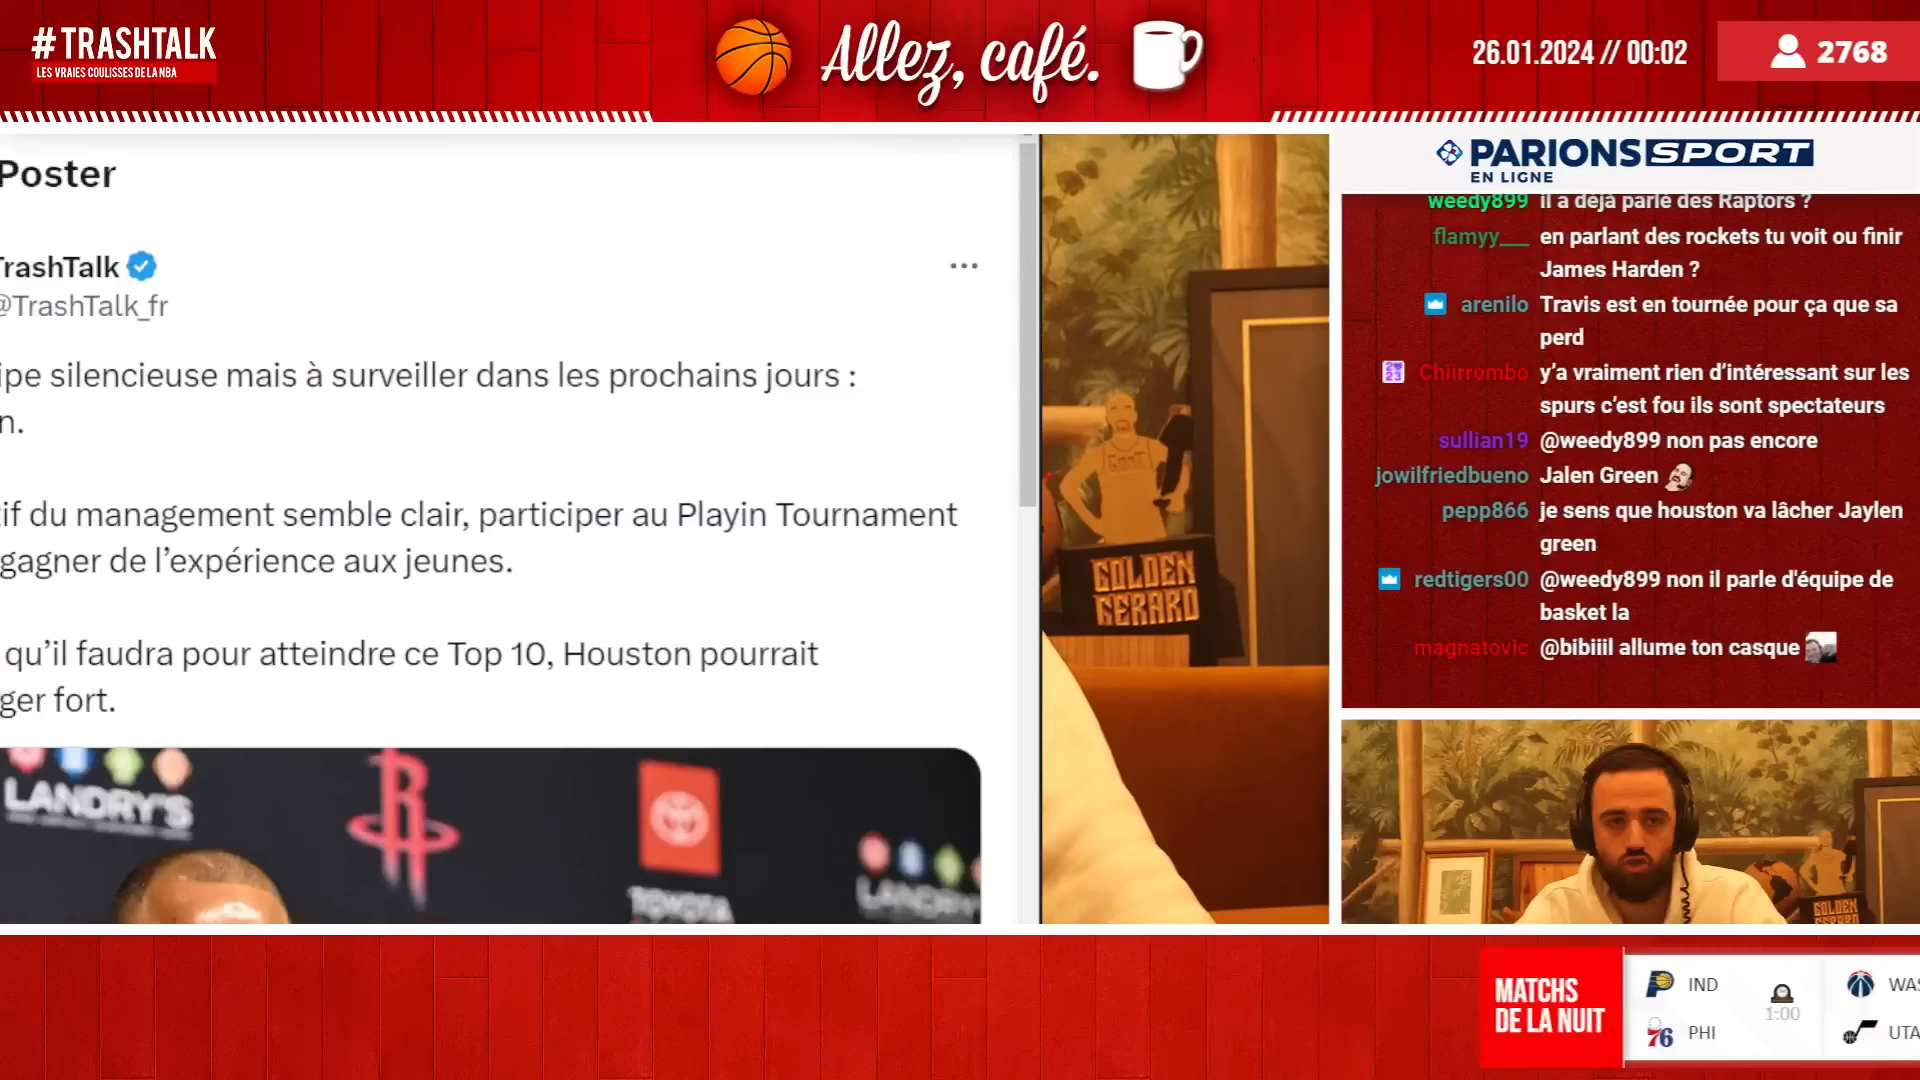 #TRASHTALK
LES VRAIES COULISSES DE LA NBA
Allez, café.
26.01.2024 // 00:02
2768
Poster
TrashTalk
@TrashTalk_fr
ipe silencieuse mais à surveiller dans les prochains jours :
n.
if du management semble clair, participer au Playin Tournament
gagner de l’expérience aux jeunes.
qu’il faudra pour atteindre ce Top 10, Houston pourrait
ger fort.
LANDRY'S
R
TOYOTA
LANDRY'S
GOAT
GOLDEN
GERARD
PARIONS SPORT
EN LIGNE
weedy899 il a déjà parlé des Raptors ?
flamyy___ en parlant des rockets tu voit ou finir
James Harden ?
arenilo Travis est en tournée pour ça que sa
perd
Chiirrombo y’a vraiment rien d’intéressant sur les
spurs c’est fou ils sont spectateurs
sullian19 @weedy899 non pas encore
jowilfriedbueno Jalen Green
pepp866 je sens que houston va lâcher Jaylen
green
redtigers00 @weedy899 non il parle d'équipe de
basket la
magnatovic @bibiiil allume ton casque
GOLDEN
GERARD
MATCHS
DE LA NUIT
IND
PHI
1:00
WAS
UTA